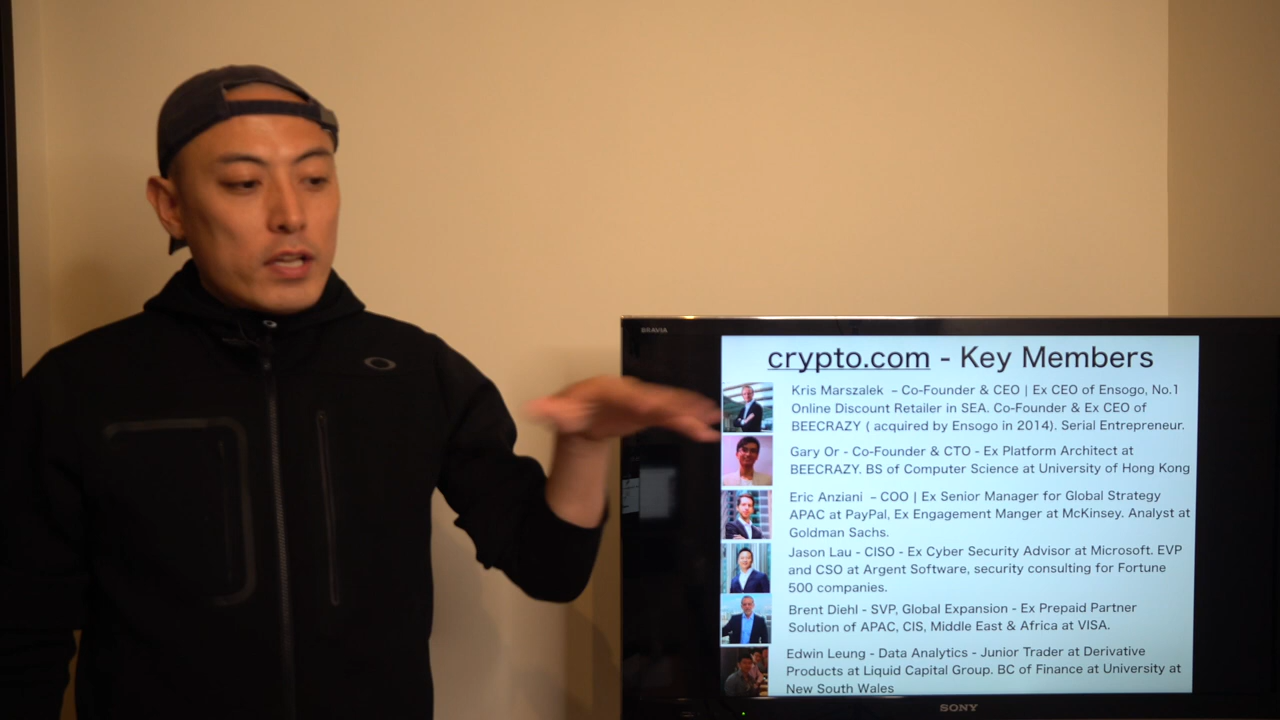 BRAVIA
crypto.com - Key Members
Kris Marszalek – Co-Founder & CEO | Ex CEO of Ensogo, No.1
Online Discount Retailer in SEA. Co-Founder & Ex CEO of
BEECRAZY ( acquired by Ensogo in 2014). Serial Entrepreneur.
Gary Or - Co-Founder & CTO - Ex Platform Architect at
BEECRAZY. BS of Computer Science at University of Hong Kong
Eric Anziani – COO | Ex Senior Manager for Global Strategy
APAC at PayPal, Ex Engagement Manger at McKinsey. Analyst at
Goldman Sachs.
Jason Lau - CISO - Ex Cyber Security Advisor at Microsoft. EVP
and CSO at Argent Software, security consulting for Fortune
500 companies.
Brent Diehl - SVP, Global Expansion - Ex Prepaid Partner
Solution of APAC, CIS, Middle East & Africa at VISA.
Edwin Leung - Data Analytics - Junior Trader at Derivative
Products at Liquid Capital Group. BC of Finance at University at
New South Wales
SONY